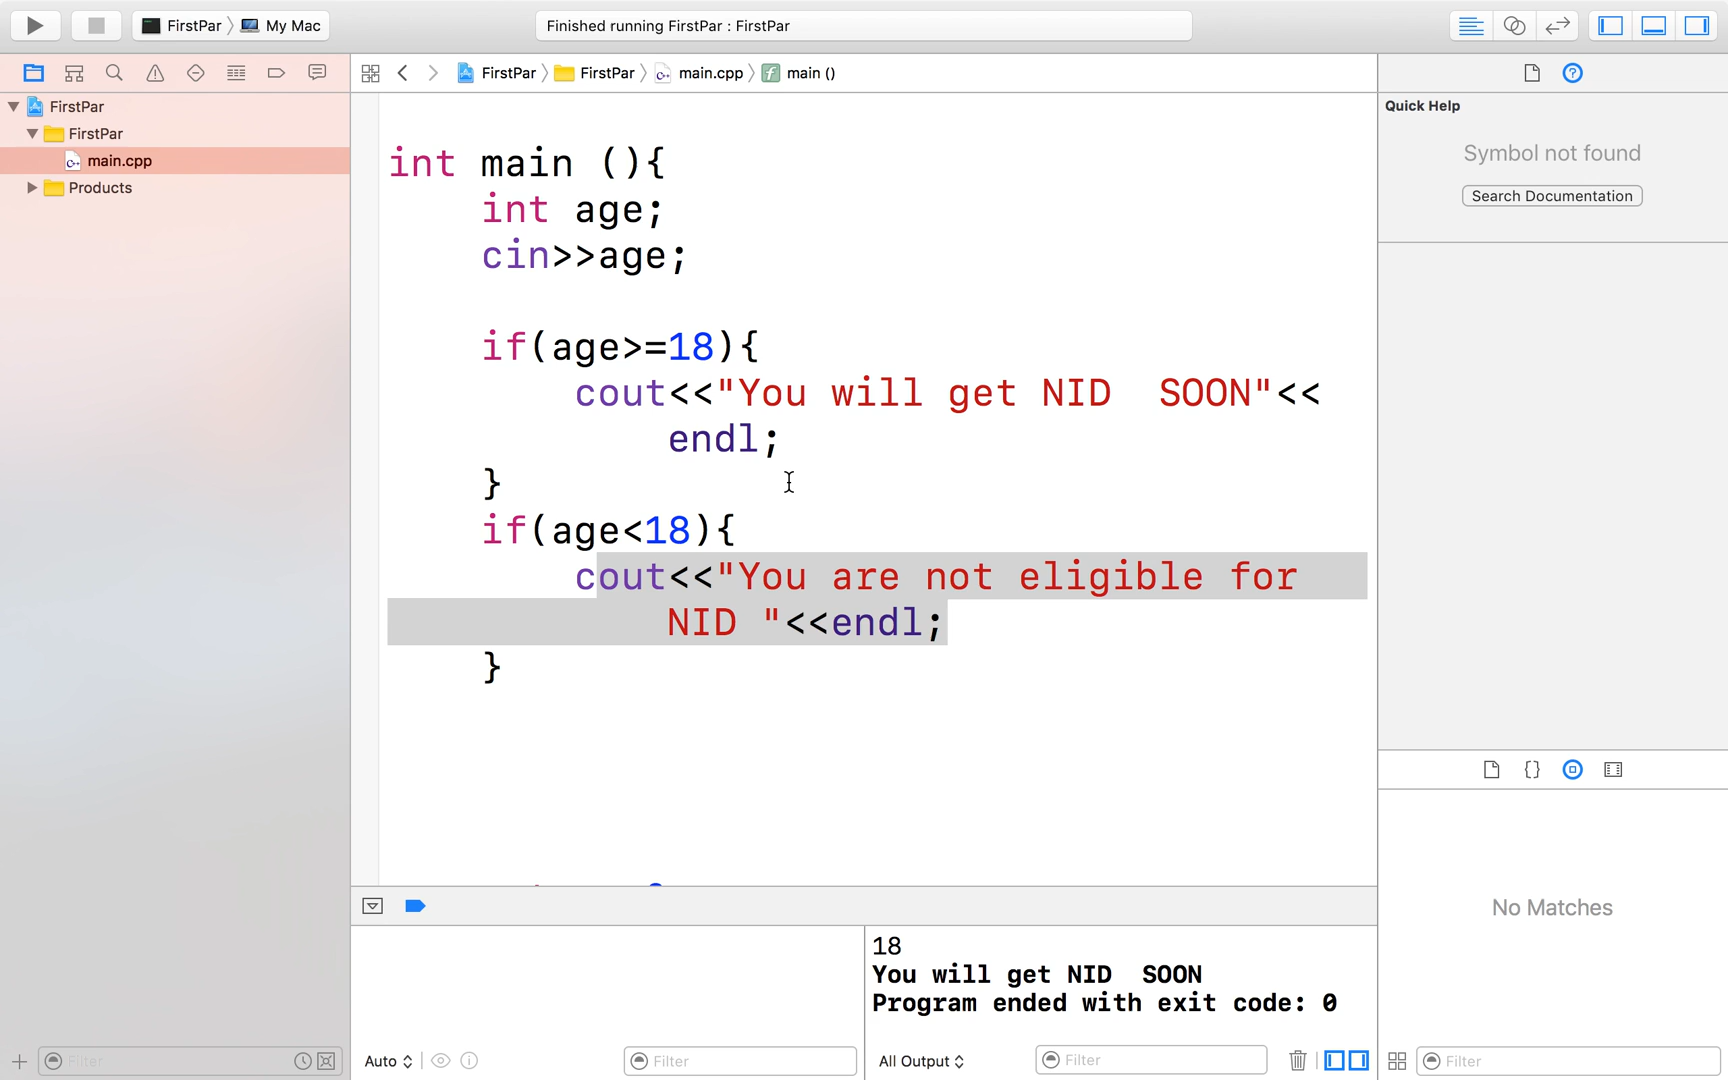 FirstPar My Mac
Finished running FirstPar : FirstPar
FirstPar FirstPar main.cpp main ()
FirstPar
FirstPar
main.cpp
Products
int main (){
int age;
cin>>age;
if(age>=18){
cout<<"You will get NID  SOON"<<
endl;
}
if(age<18){
cout<<"You are not eligible for
NID "<<endl;
}
Quick Help
Symbol not found
Search Documentation
No Matches
18
You will get NID  SOON
Program ended with exit code: 0
Filter
Auto
Filter
All Output
Filter
Filter